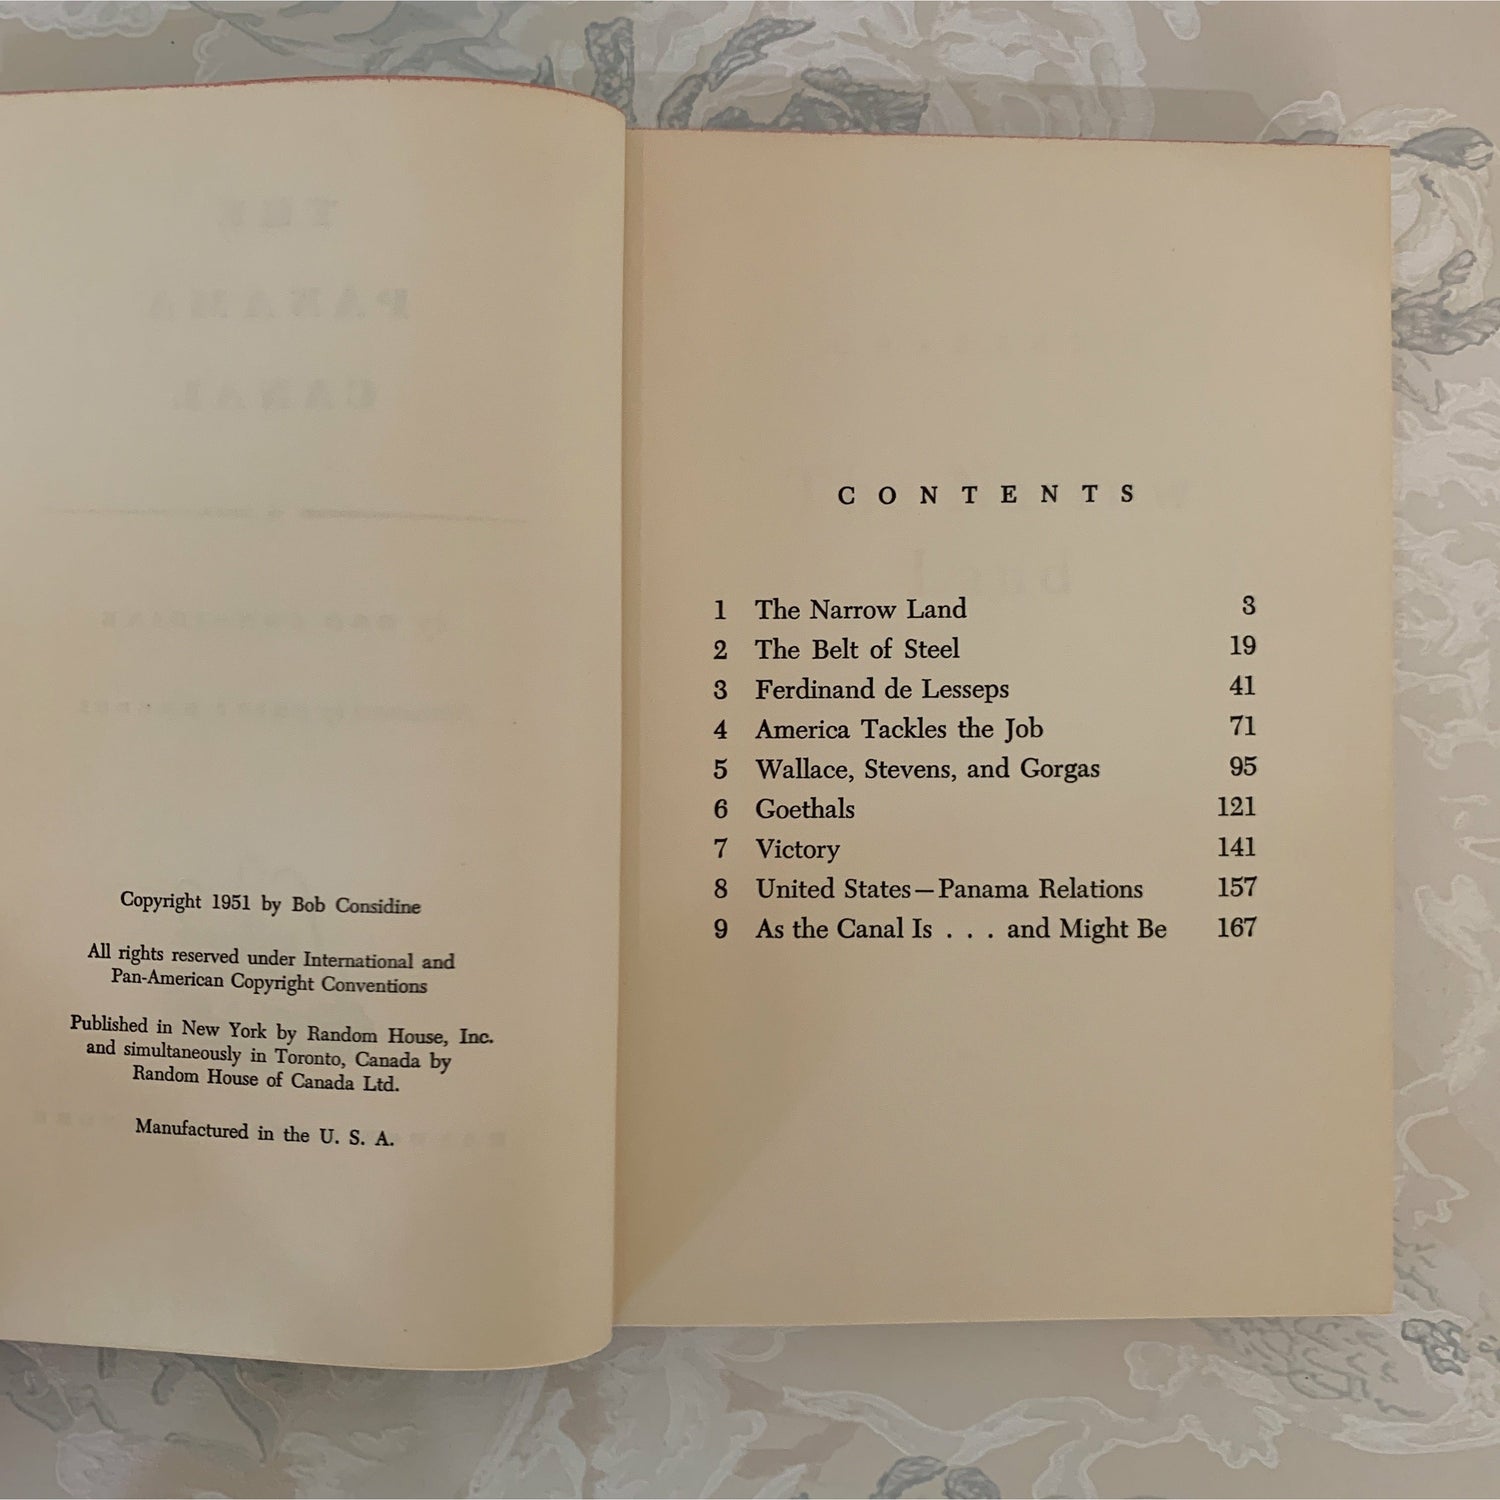 Copyright 1951 by Bob Considine
All rights reserved under International and
Pan-American Copyright Conventions
Published in New York by Random House, Inc.
and simultaneously in Toronto, Canada by
Random House of Canada Ltd.
Manufactured in the U. S. A.
CONTENTS
1 The Narrow Land 3
2 The Belt of Steel 19
3 Ferdinand de Lesseps 41
4 America Tackles the Job 71
5 Wallace, Stevens, and Gorgas 95
6 Goethals 121
7 Victory 141
8 United States—Panama Relations 157
9 As the Canal Is . . . and Might Be 167